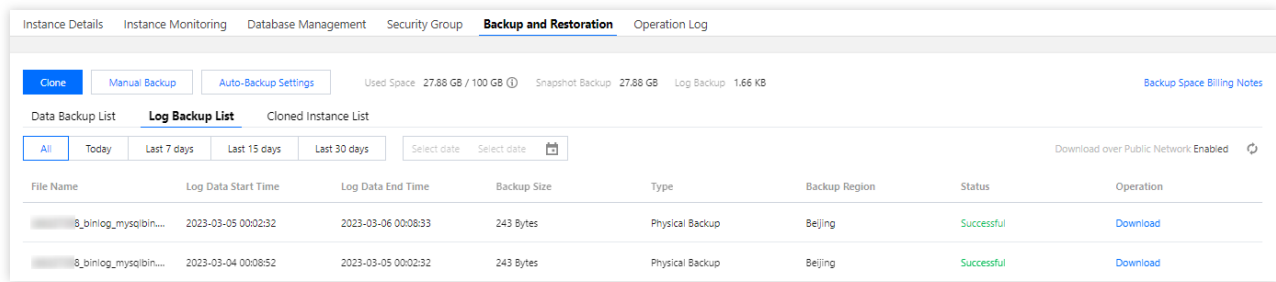 Instance Details Instance Monitoring Database Management Security Group Backup and Restoration Operation Log
Clone Manual Backup Auto-Backup Settings Used Space 27.88 GB / 100 GB Snapshot Backup 27.88 GB Log Backup 1.66 KB Backup Space Billing Notes
Data Backup List Log Backup List Cloned Instance List
All Today Last 7 days Last 15 days Last 30 days Select date Select date Download over Public Network Enabled
File Name Log Data Start Time Log Data End Time Backup Size Type Backup Region Status Operation
8_binlog_mysqlbin.... 2023-03-05 00:02:32 2023-03-06 00:08:33 243 Bytes Physical Backup Beijing Successful Download
8_binlog_mysqlbin.... 2023-03-04 00:08:52 2023-03-05 00:02:32 243 Bytes Physical Backup Beijing Successful Download